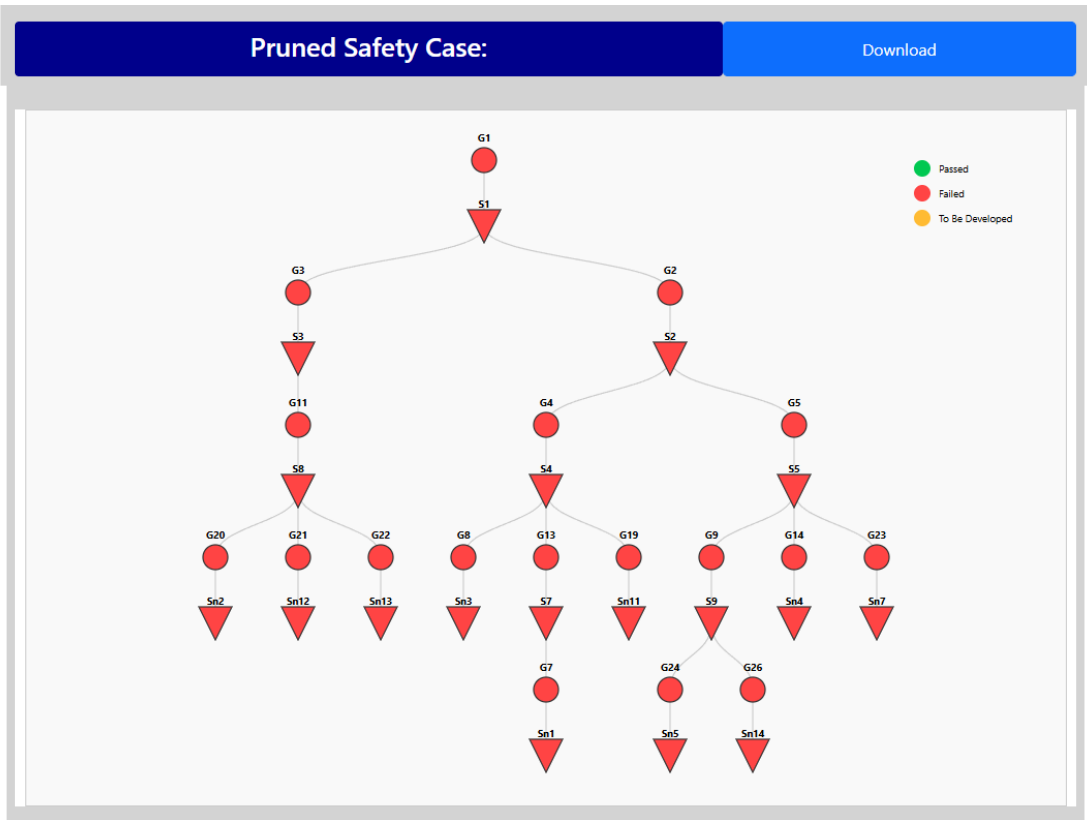 Pruned Safety Case:
Download
G1
Passed
Failed
S1
To Be Developed
G3
G2
S3
S2
G11
G4
G5
S8
S4
S5
G20
G21
G22
G8
G13
G19
G9
G14
G23
Sn2
Sn12
Sn13
Sn3
S7
Sn11
S9
Sn4
Sn7
G7
G24
G26
Sn1
Sn5
Sn14